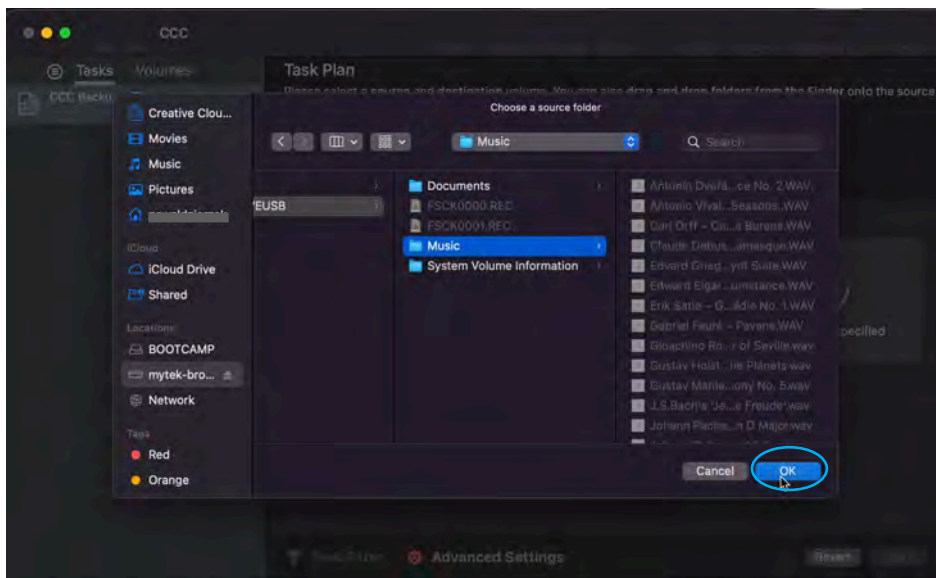 CCC
Tasks Volumes
Task Plan
Please select a source and destination volume. You can also drag and drop folders from the Finder onto the source
CCC Backu
Choose a source folder
Creative Clou...
Movies
Music
Pictures
iCloud
iCloud Drive
Shared
Locations
BOOTCAMP
mytek-bro...
Network
Tags
Red
Orange
Music
Search
'EUSB
Documents
FSCK0000.REC
FSCK0001.REC
Music
System Volume Information
Antonín Dvořá...ce No. 2.WAV
Antonio Vival...Seasons..WAV
Carl Orff – Ca...a Burana.WAV
Claude Debus...amasque.WAV
Edvard Grieg...ynt Suite.WAV
Edward Elgar...umstance.WAV
Erik Satie – G...édie No. 1.WAV
Gabriel Fauré – Pavane.WAV
Gioachino Ro...r of Seville.wav
Gustav Holst...he Planets.wav
Gustav Mahle...ony No. 5.wav
J.S.Bach's 'Je...s Freude'.wav
Johann Pache...n D Major.wav
pecified
Cancel OK
Advanced Settings
Revert